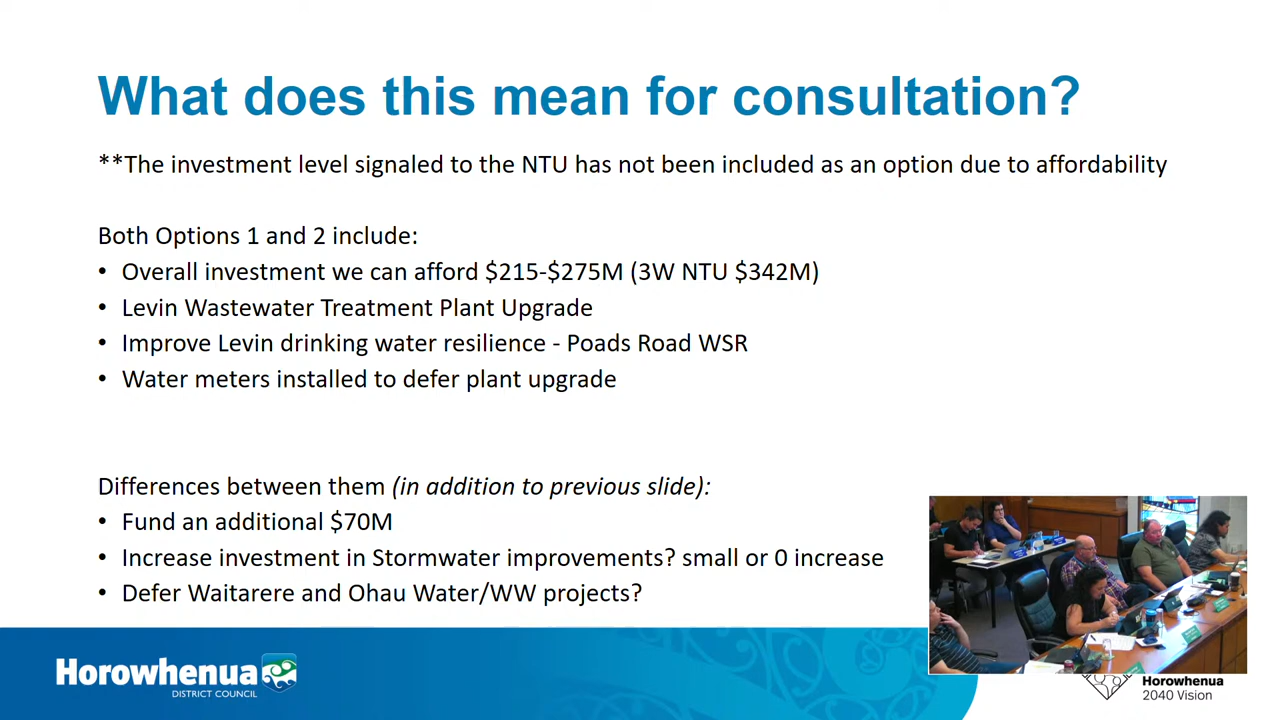 What does this mean for consultation?
**The investment level signaled to the NTU has not been included as an option due to affordability
Both Options 1 and 2 include:
• Overall investment we can afford $215-$275M (3W NTU $342M)
• Levin Wastewater Treatment Plant Upgrade
• Improve Levin drinking water resilience - Poads Road WSR
• Water meters installed to defer plant upgrade
Differences between them (in addition to previous slide):
• Fund an additional $70M
• Increase investment in Stormwater improvements? small or 0 increase
• Defer Waitarere and Ohau Water/WW projects?
Horowhenua
DISTRICT COUNCIL
Horowhenua
2040 Vision